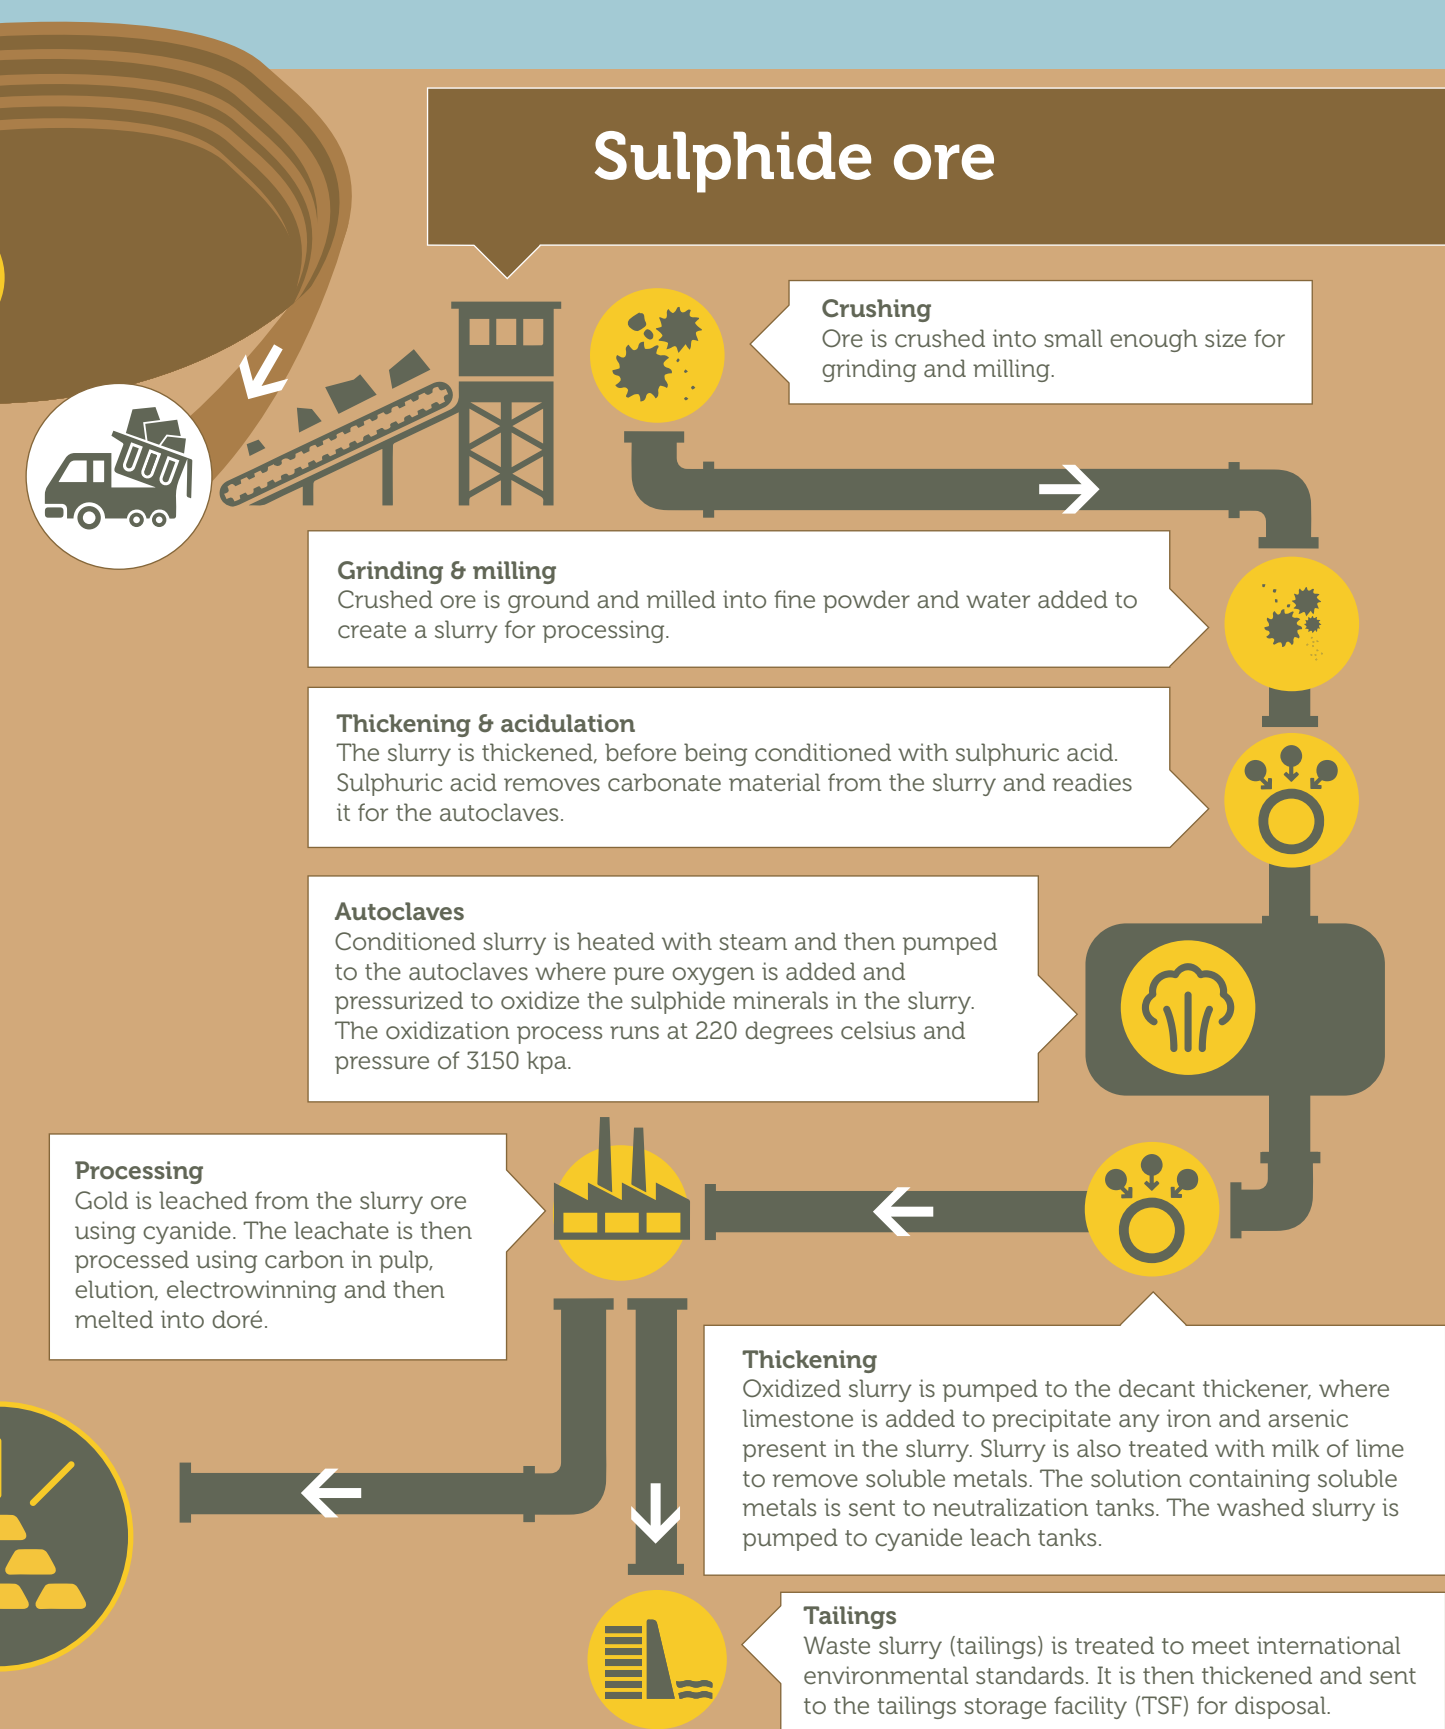 Sulphide ore
Crushing
Ore is crushed into small enough size for
grinding and milling.
Grinding & milling
Crushed ore is ground and milled into fine powder and water added to
create a slurry for processing.
Thickening & acidulation
The slurry is thickened, before being conditioned with sulphuric acid.
Sulphuric acid removes carbonate material from the slurry and readies
it for the autoclaves.
Autoclaves
Conditioned slurry is heated with steam and then pumped
to the autoclaves where pure oxygen is added and
pressurized to oxidize the sulphide minerals in the slurry.
The oxidization process runs at 220 degrees celsius and
pressure of 3150 kpa.
Processing
Gold is leached from the slurry ore
using cyanide. The leachate is then
processed using carbon in pulp,
elution, electrowinning and then
melted into doré.
Thickening
Oxidized slurry is pumped to the decant thickener, where
limestone is added to precipitate any iron and arsenic
present in the slurry. Slurry is also treated with milk of lime
to remove soluble metals. The solution containing soluble
metals is sent to neutralization tanks. The washed slurry is
pumped to cyanide leach tanks.
Tailings
Waste slurry (tailings) is treated to meet international
environmental standards. It is then thickened and sent
to the tailings storage facility (TSF) for disposal.